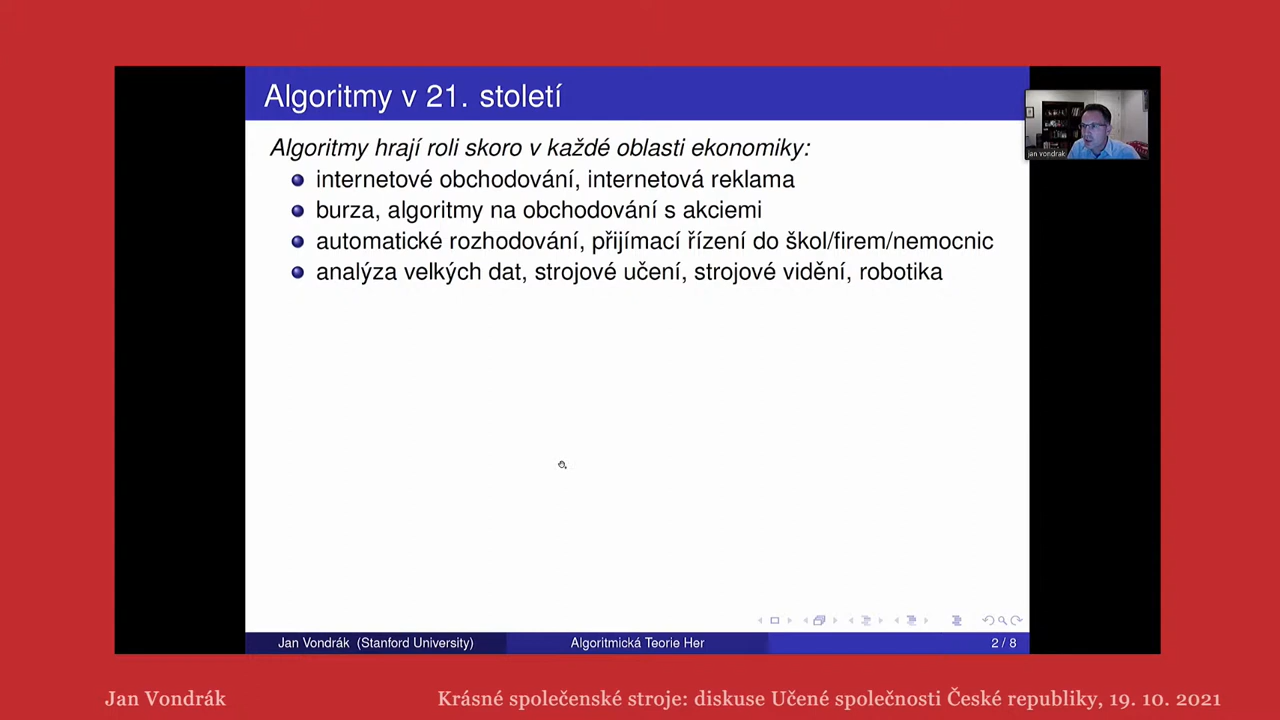 Algoritmy v 21. století
Algoritmy hrají roli skoro v každé oblasti ekonomiky:
internetové obchodování, internetová reklama
burza, algoritmy na obchodování s akciemi
automatické rozhodování, přijímací řízení do škol/firem/nemocnic
analýza velkých dat, strojové učení, strojové vidění, robotika
jan vondrak
Jan Vondrák (Stanford University)
Algoritmická Teorie Her
2 / 8
Jan Vondrák
Krásné společenské stroje: diskuse Učené společnosti České republiky, 19. 10. 2021